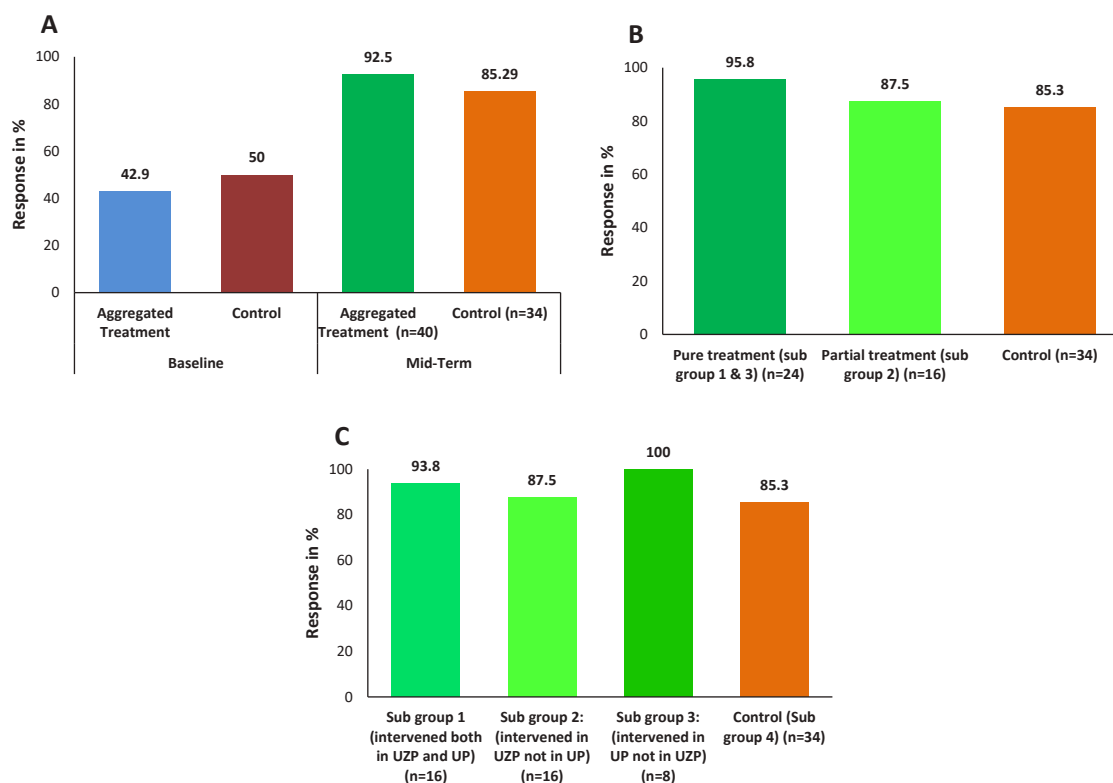 A
Response in %
100
80
60
40
20
0
42.9
50
92.5
85.29
Aggregated
Treatment
Control
Aggregated
Treatment (n=40)
Control (n=34)
Baseline
Mid-Term
B
Response in %
100
80
60
40
20
0
95.8
87.5
85.3
Pure treatment (sub
group 1 & 3) (n=24)
Partial treatment (sub
group 2) (n=16)
Control (n=34)
C
Response in %
100
80
60
40
20
0
93.8
87.5
100
85.3
Sub group 1
(intervened both
in UZP and UP)
(n=16)
Sub group 2:
(intervened in
UZP not in UP)
(n=16)
Sub group 3:
(intervened in
UP not in UZP)
(n=8)
Control (Sub
group 4) (n=34)